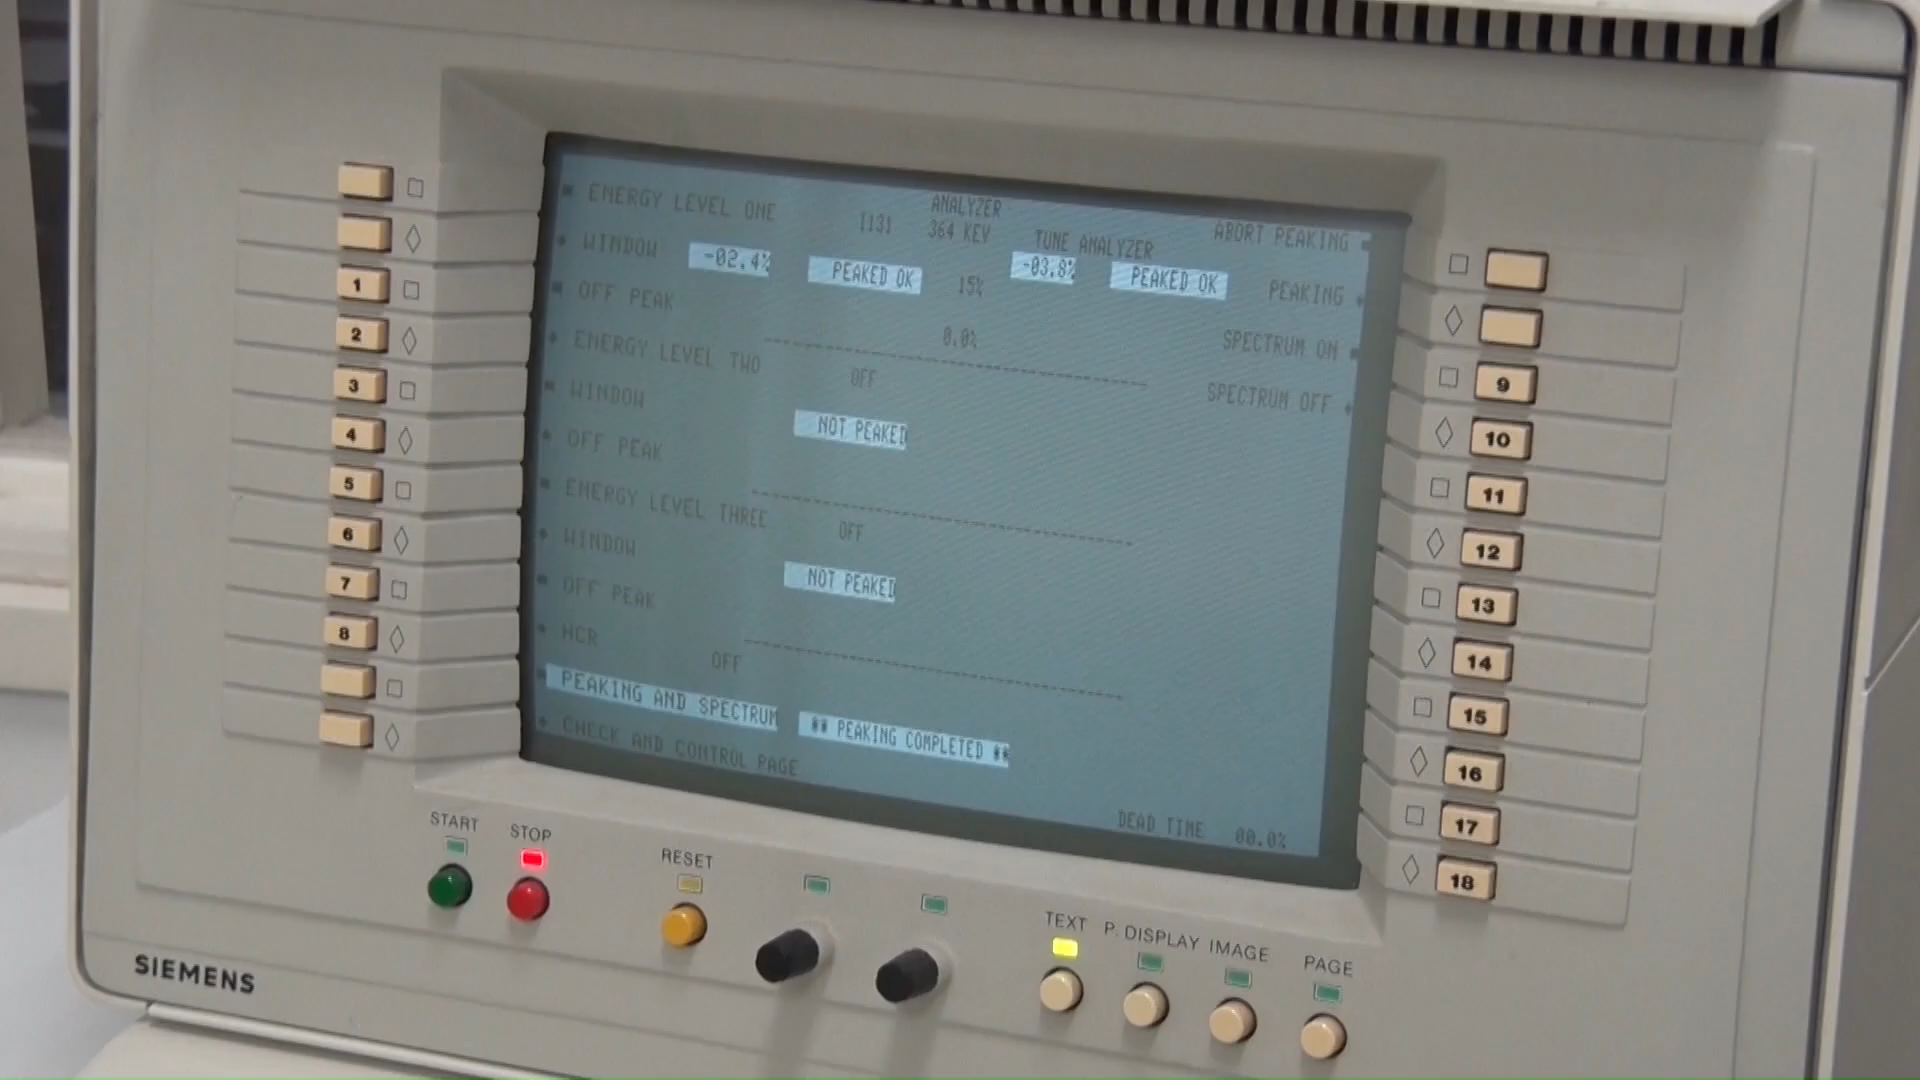 ENERGY LEVEL ONE I131 ANALYZER
364 KEV TUNE ANALYZER ABORT PEAKING
WINDOW -02.4% PEAKED OK 15% -03.8% PEAKED OK PEAKING
OFF PEAK 0.0% SPECTRUM ON
ENERGY LEVEL TWO OFF SPECTRUM OFF
WINDOW NOT PEAKED
OFF PEAK
ENERGY LEVEL THREE OFF
WINDOW NOT PEAKED
OFF PEAK
HCR OFF
PEAKING AND SPECTRUM ** PEAKING COMPLETED **
CHECK AND CONTROL PAGE
DEAD TIME 00.0%
1
2
3
4
5
6
7
8
9
10
11
12
13
14
15
16
17
18
START STOP RESET TEXT P. DISPLAY IMAGE PAGE
SIEMENS